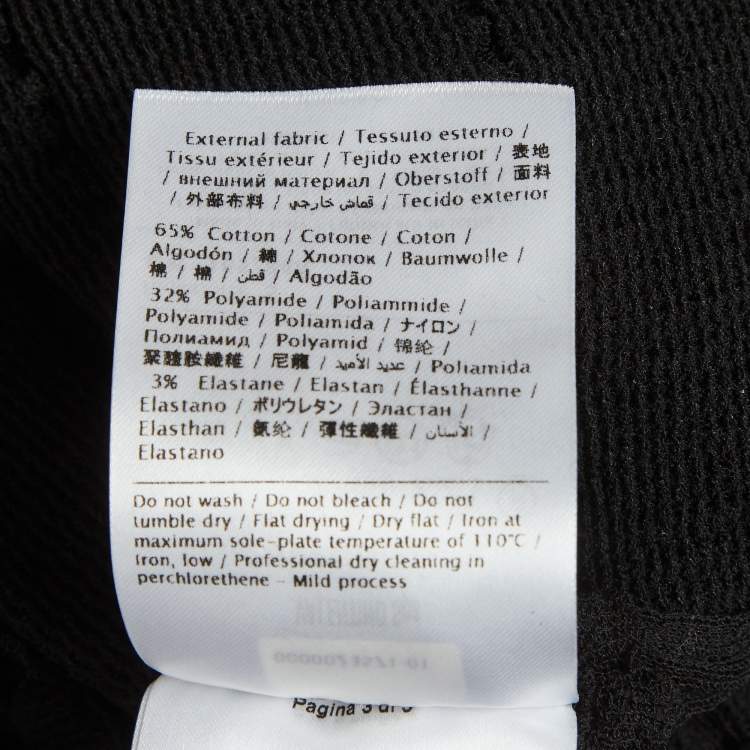 External fabric / Tessuto esterno /
Tissu extérieur / Tejido exterior / 表地
/ внешний материал / Oberstoff / 面料
/ 外部布料 / قماش خارجي / Tecido exterior
65% Cotton / Cotone / Coton /
Algodón / 綿 / Хлопок / Baumwolle /
棉 / 棉 / قطن / Algodão
32% Polyamide / Poliammide /
Polyamide / Poliamida / ナイロン /
Полиамид / Polyamid / 锦纶 /
聚醯胺纖維 / 尼龍 / عديد الأميد / Poliamida
3% Elastane / Elastan / Élasthanne /
Elastano / ポリウレタン / Эластан /
Elasthan / 氨纶 / 彈性纖維 / الأستان /
Elastano
Do not wash / Do not bleach / Do not
tumble dry / Flat drying / Dry flat / Iron at
maximum sole-plate temperature of 110°C /
Iron, low / Professional dry cleaning in
perchlorethene - Mild process
Pagina 3 di